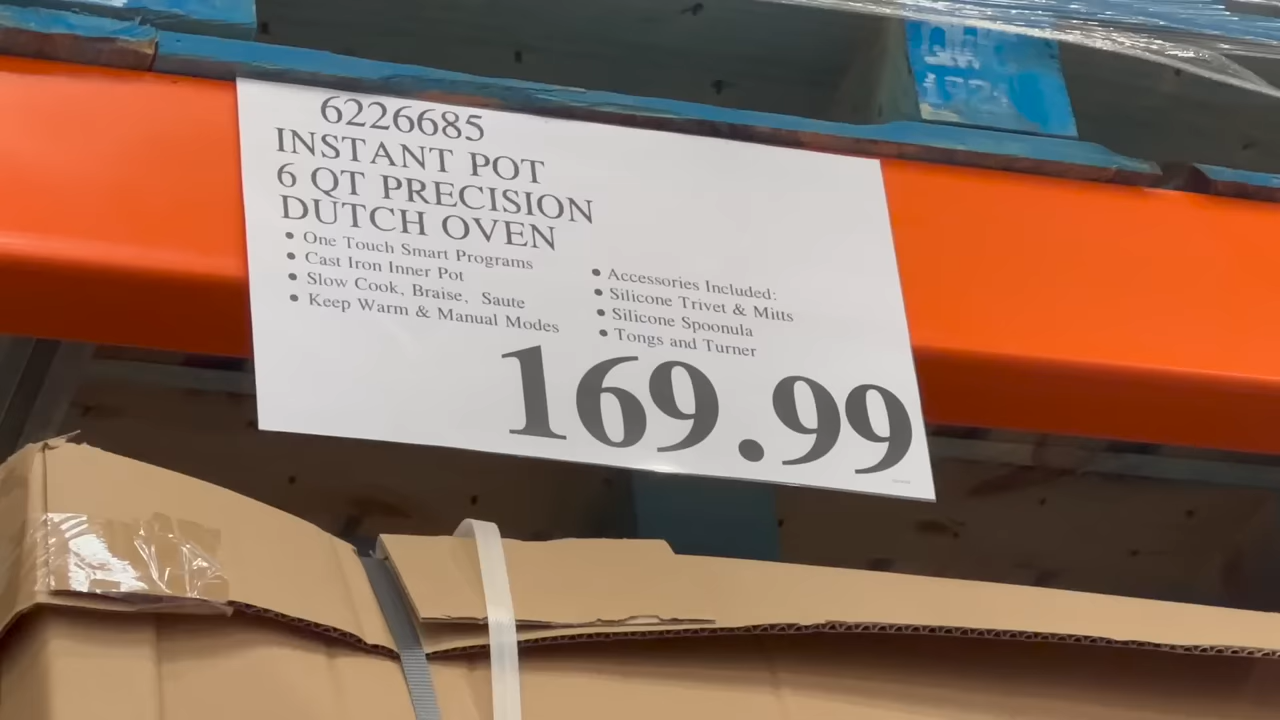 6226685
INSTANT POT
6 QT PRECISION
DUTCH OVEN
• One Touch Smart Programs
• Cast Iron Inner Pot
• Slow Cook, Braise, Saute
• Keep Warm & Manual Modes
• Accessories Included:
• Silicone Trivet & Mitts
• Silicone Spoonula
• Tongs and Turner
169.99